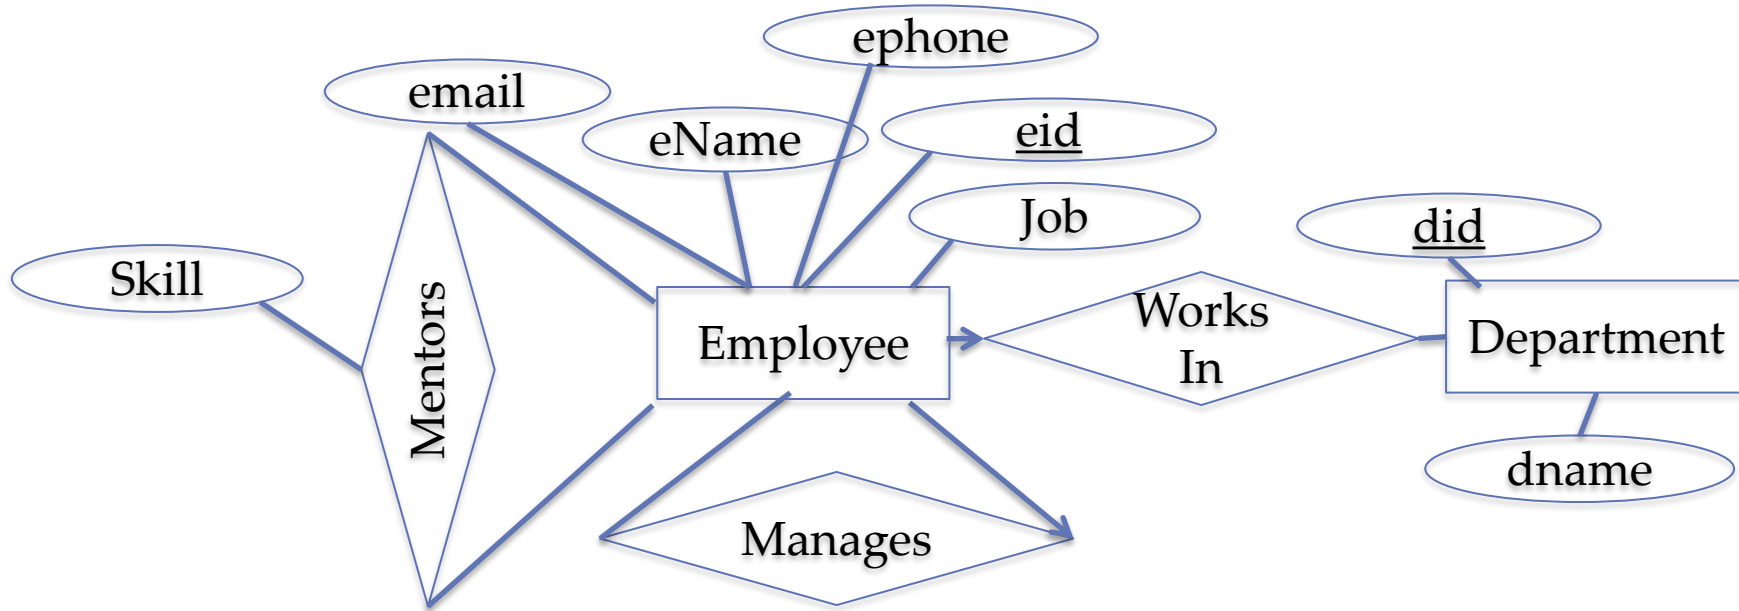 ephone
email
eName
eid
Job
did
Skill
Mentors
Employee
Works
In
Department
dname
Manages